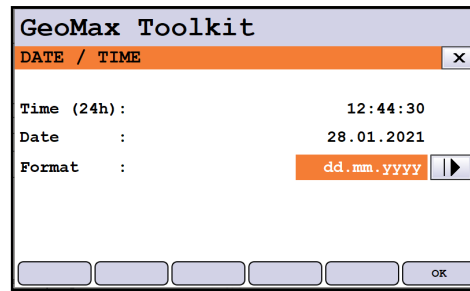 GeoMax Toolkit
DATE / TIME x
Time (24h): 12:44:30
Date : 28.01.2021
Format : dd.mm.yyyy
OK